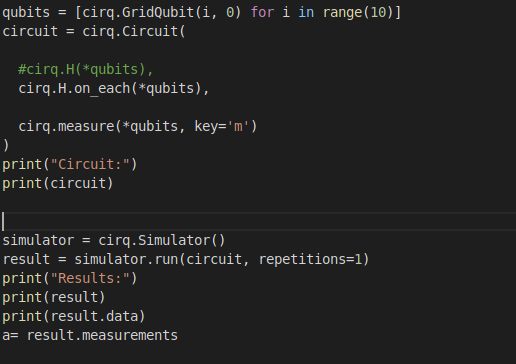 qubits = [cirq.GridQubit(i, 0) for i in range(10)]
circuit = cirq.Circuit(
  #cirq.H(*qubits),
  cirq.H.on_each(*qubits),
  cirq.measure(*qubits, key='m')
)
print("Circuit:")
print(circuit)
simulator = cirq.Simulator()
result = simulator.run(circuit, repetitions=1)
print("Results:")
print(result)
print(result.data)
a= result.measurements